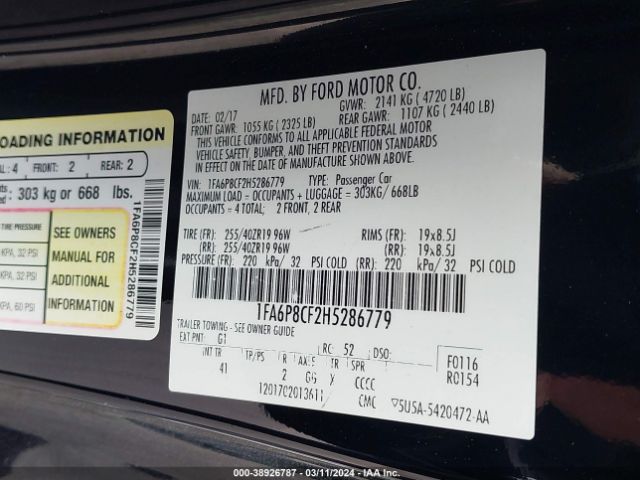 MFD. BY FORD MOTOR CO.
DATE: 02/17 GVWR: 2141 KG ( 4720 LB)
FRONT GAWR: 1055 KG ( 2325 LB) REAR GAWR: 1107 KG ( 2440 LB)
THIS VEHICLE CONFORMS TO ALL APPLICABLE FEDERAL MOTOR
VEHICLE SAFETY, BUMPER, AND THEFT PREVENTION STANDARDS
IN EFFECT ON THE DATE OF MANUFACTURE SHOWN ABOVE.
VIN: 1FA6P8CF2H5286779 TYPE: Passenger Car
MAXIMUM LOAD = OCCUPANTS + LUGGAGE = 303KG/ 668LB
OCCUPANTS = 4 TOTAL; 2 FRONT, 2 REAR
TIRE (FR): 255/40ZR19 96W RIMS (FR): 19x8.5J
(RR): 255/40ZR19 96W (RR): 19x8.5J
PRESSURE (FR): 220 kPa/ 32 PSI COLD (RR): 220 kPa/ 32 PSI COLD
1FA6P8CF2H5286779
TRAILER TOWING - SEE OWNER GUIDE
EXT PNT: G1 RC: 52 DSO: F0116
INT TR TP/PS R AXLE TR SPR R0154
41 2 GG Y CCCC
12017020136 CMC 5USA-5420472-AA
OADING INFORMATION
4 FRONT: 2 REAR: 2
303 kg or 668 lbs.
1FA6P8CF2H5286779
TIRE PRESSURE
KPA, 32 PSI
KPA, 32 PSI
KPA, 60 PSI
SEE OWNERS
MANUAL FOR
ADDITIONAL
INFORMATION
000-38926787 - 03/11/2024 - IAA Inc.